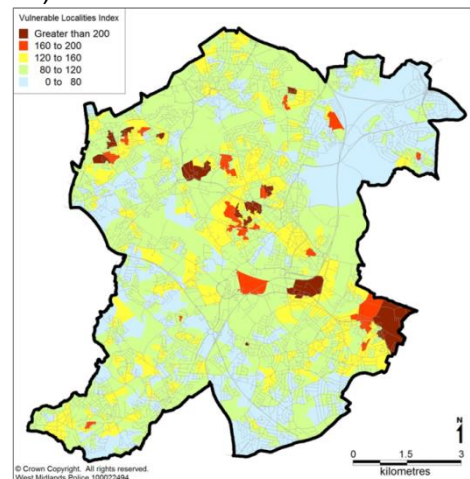 Vulnerable Localities Index
Greater than 200
160 to 200
120 to 160
80 to 120
0 to 80
N
0 1.5 3
kilometres
© Crown Copyright. All rights reserved.
West Midlands Police 100022494